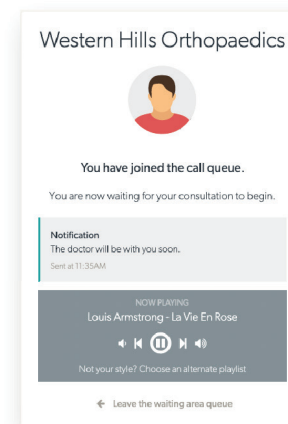 Western Hills Orthopaedics
You have joined the call queue.
You are now waiting for your consultation to begin.
Notification
The doctor will be with you soon.
Sent at 11:35AM
NOW PLAYING
Louis Armstrong - La Vie En Rose
Not your style? Choose an alternate playlist
Leave the waiting area queue